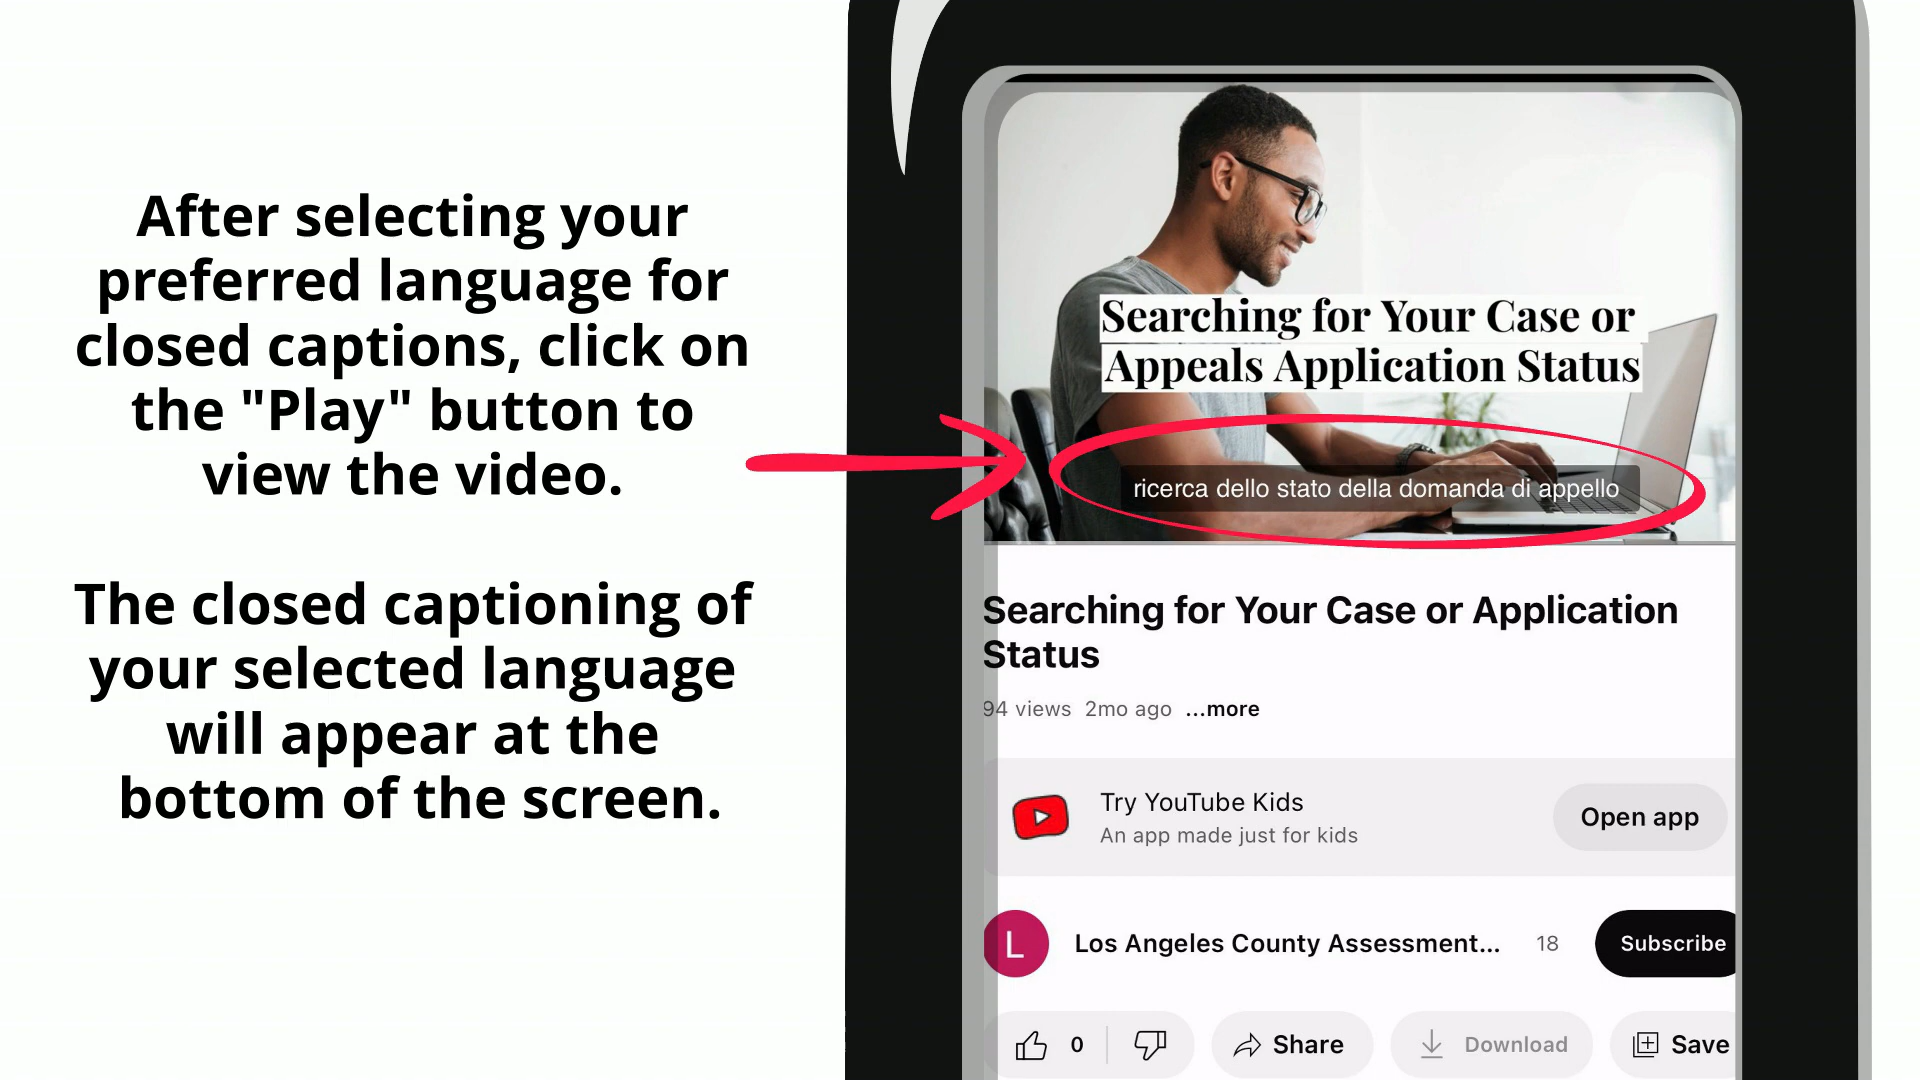 After selecting your
preferred language for
closed captions, click on
the "Play" button to
view the video.
The closed captioning of
your selected language
will appear at the
bottom of the screen.
Searching for Your Case or
Appeals Application Status
ricerca dello stato della domanda di appello
Searching for Your Case or Application
Status
94 views 2mo ago ...more
Try YouTube Kids
An app made just for kids
Open app
L
Los Angeles County Assessment...
18
Subscribe
0
Share
Download
Save